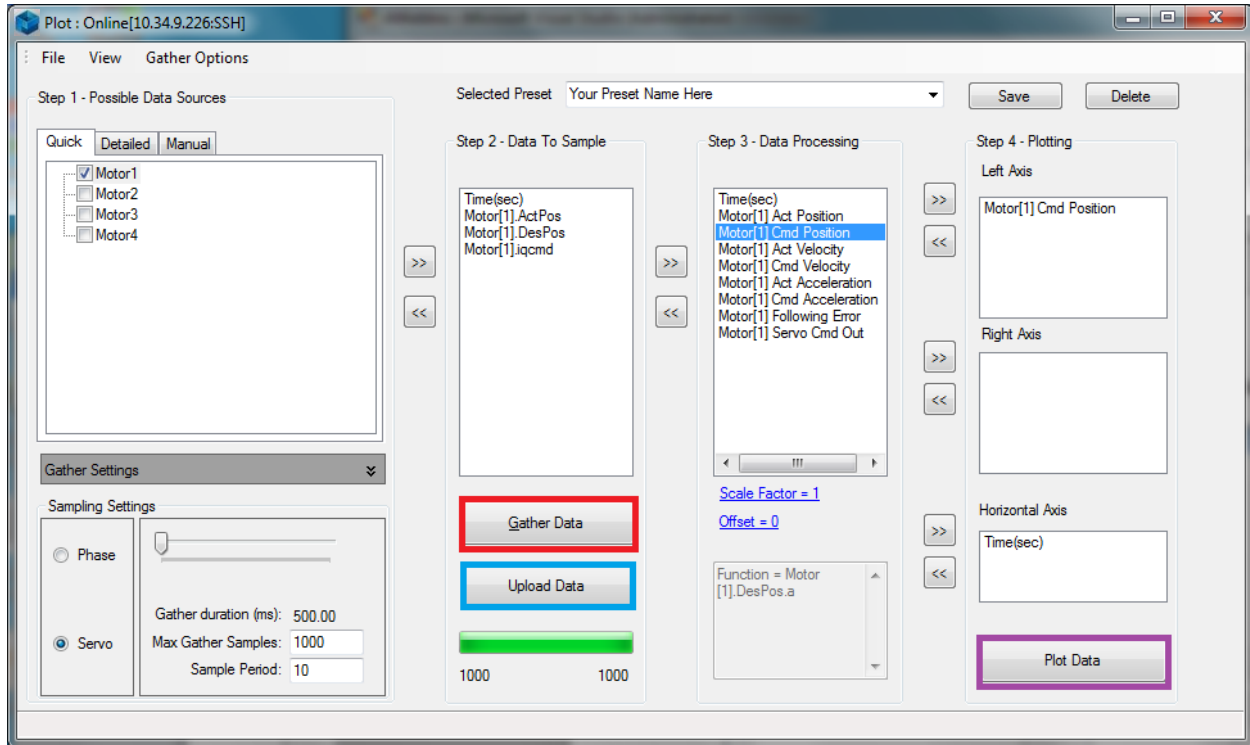 Plot : Online[10.34.9.226:SSH]
File View Gather Options
Step 1 - Possible Data Sources
Quick Detailed Manual
Motor1
Motor2
Motor3
Motor4
Gather Settings
Sampling Settings
Phase
Servo
Gather duration (ms): 500.00
Max Gather Samples: 1000
Sample Period: 10
Selected Preset Your Preset Name Here
Save Delete
Step 2 - Data To Sample
Time(sec)
Motor[1].ActPos
Motor[1].DesPos
Motor[1].iqcmd
>>
<<
Gather Data
Upload Data
1000 1000
Step 3 - Data Processing
Time(sec)
Motor[1] Act Position
Motor[1] Cmd Position
Motor[1] Act Velocity
Motor[1] Cmd Velocity
Motor[1] Act Acceleration
Motor[1] Cmd Acceleration
Motor[1] Following Error
Motor[1] Servo Cmd Out
>>
<<
Scale Factor = 1
Offset = 0
Function = Motor
[1].DesPos.a
Step 4 - Plotting
Left Axis
>>
<<
Motor[1] Cmd Position
Right Axis
>>
<<
Horizontal Axis
>>
<<
Time(sec)
Plot Data